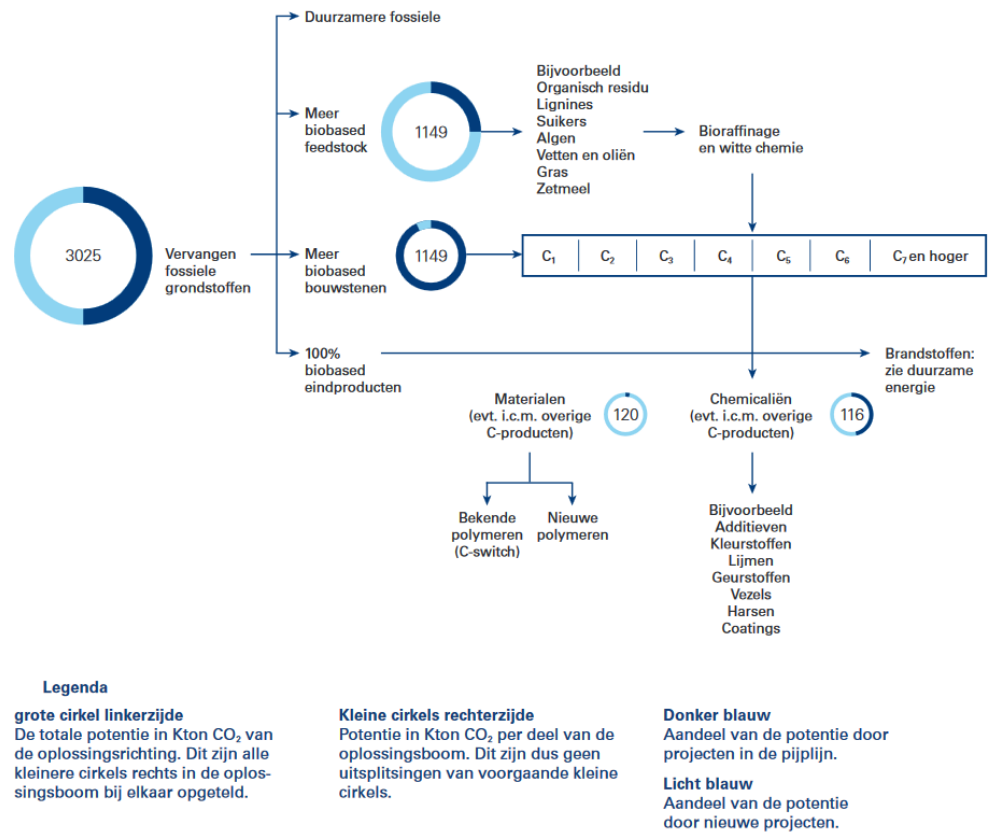 Duurzamere fossiele
Meer
biobased
feedstock
1149
Bijvoorbeeld
Organisch residu
Lignines
Suikers
Algen
Vetten en oliën
Gras
Zetmeel
Bioraffinage
en witte chemie
3025
Vervangen
fossiele
grondstoffen
Meer
biobased
bouwstenen
1149
C₁ C₂ C₃ C₄ C₅ C₆ C₇ en hoger
100%
biobased
eindproducten
Brandstoffen:
zie duurzame
energie
Materialen
(evt. i.c.m. overige
C-producten)
120
Chemicaliën
(evt. i.c.m. overige
C-producten)
116
Bekende
polymeren
(C-switch)
Nieuwe
polymeren
Bijvoorbeeld
Additieven
Kleurstoffen
Lijmen
Geurstoffen
Vezels
Harsen
Coatings
Legenda
grote cirkel linkerzijde
De totale potentie in Kton CO₂ van
de oplossingsrichting. Dit zijn alle
kleinere cirkels rechts in de oplos-
singsboom bij elkaar opgeteld.
Kleine cirkels rechterzijde
Potentie in Kton CO₂ per deel van de
oplossingsboom. Dit zijn dus geen
uitsplitsingen van voorgaande kleine
cirkels.
Donker blauw
Aandeel van de potentie door
projecten in de pijplijn.
Licht blauw
Aandeel van de potentie
door nieuwe projecten.